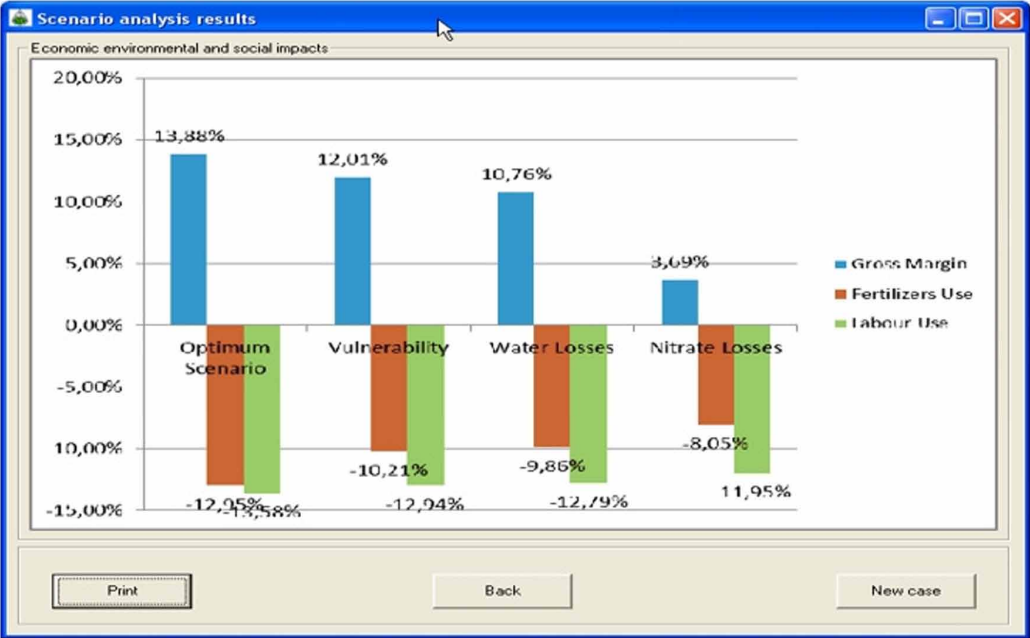 Scenario analysis results
Economic environmental and social impacts
20,00%
15,00%
10,00%
5,00%
0,00%
-5,00%
10,00%
-15,00%
13,88%
12,01%
10,76%
3,69%
Optimum
Scenario
Vulnerability
Water Losses
Nitrate Losses
-12,95%
-13,58%
-10,21%
-12,94%
-9,86%
-12,79%
-8,05%
11,95%
Gross Margin
Fertilizers Use
Labour Use
Print
Back
New case